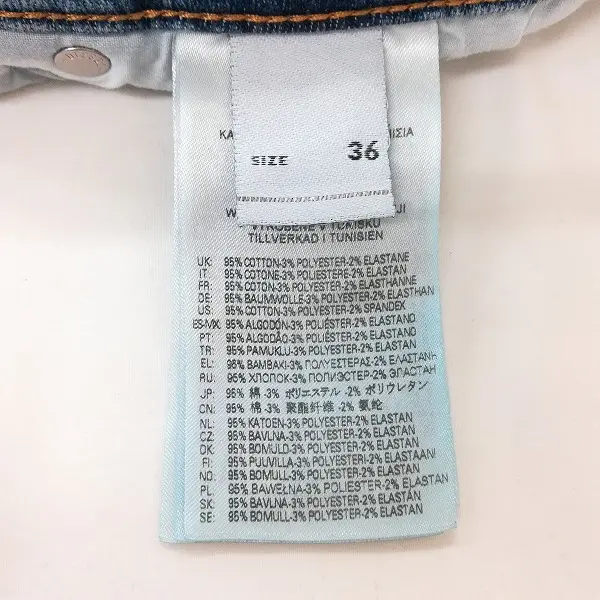 KA
ΙΣΙΑ
SIZE 36
W
JI
VYROBENE V TUNISKU
TILLVERKAD I TUNISIEN
UK: 95% COTTON-3% POLYESTER-2% ELASTANE
IT: 95% COTONE-3% POLIESTERE-2% ELASTAN
FR: 95% COTON-3% POLYESTER-2% ELASTHANNE
DE: 95% BAUMWOLLE-3% POLYESTER-2% ELASTHAN
US: 95% COTTON-3% POLYESTER-2% SPANDEX
ES-MX: 95% ALGODÓN-3% POLIÉSTER-2% ELASTANO
PT: 95% ALGODÃO-3% POLIÉSTER-2% ELASTANO
TR: 95% PAMUKLU-3% POLYESTER-2% ELASTAN
EL: 95% ΒΑΜΒΑΚΙ-3% ΠΟΛΥΕΣΤΕΡΑΣ-2% ΕΛΑΣΤΑΝΗ
RU: 95% ХЛОПОК-3% ПОЛИЭСТЕР-2% ЭЛАСТАН
JP: 95% 綿-3% ポリエステル-2% ポリウレタン
CN: 95% 棉-3% 聚酯纤维-2% 氨纶
NL: 95% KATOEN-3% POLYESTER-2% ELASTAN
CZ: 95% BAVLNA-3% POLYESTER-2% ELASTAN
DK: 95% BOMULD-3% POLYESTER-2% ELASTAN
FI: 95% PUUVILLA-3% POLYESTERI-2% ELASTAANI
NO: 95% BOMULL-3% POLYESTER-2% ELASTAN
PL: 95% BAWEŁNA-3% POLYESTER-2% ELASTAN
SK: 95% BAVLNA-3% POLYESTER-2% ELASTÁN
SE: 95% BOMULL-3% POLYESTER-2% ELASTAN